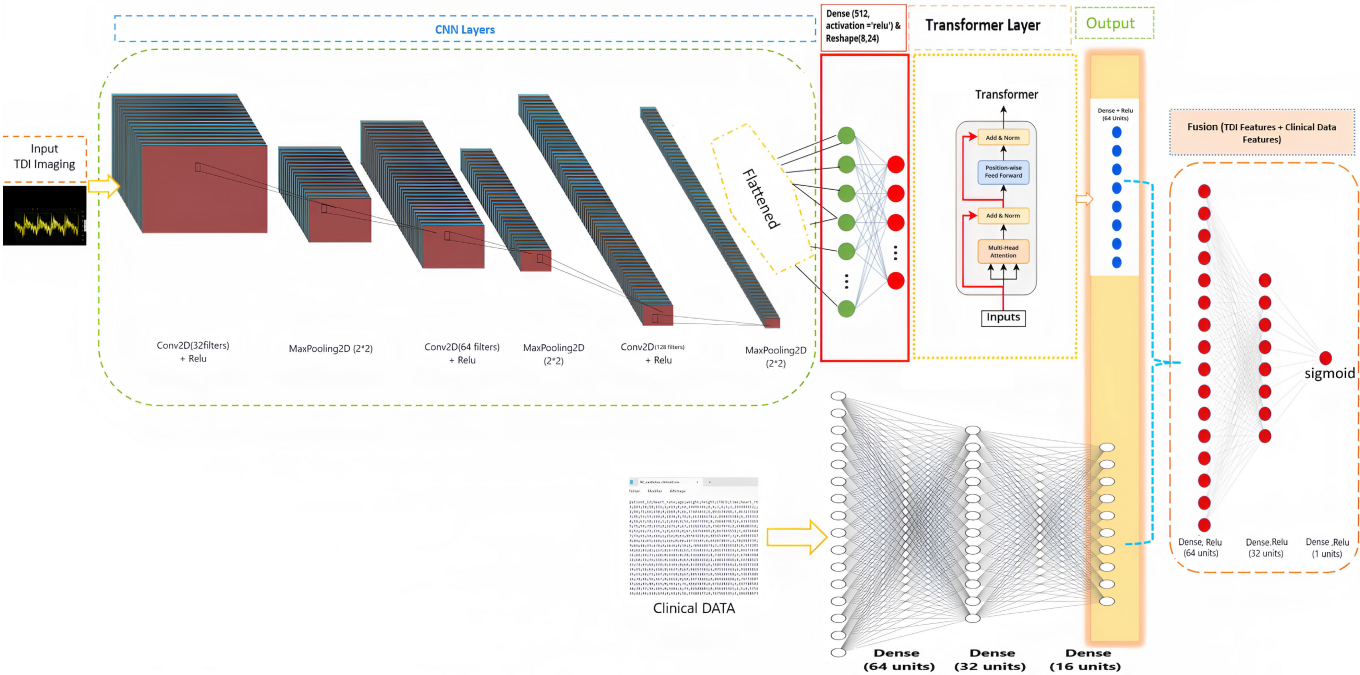 CNN Layers
Dense (512,
activation ='relu') &
Reshape(8,24)
Transformer Layer
Output
Input
TDI Imaging
Flattened
Transformer
Add & Norm
Position-wise
Feed Forward
Add & Norm
Multi-Head
Attention
Inputs
Dense + Relu
(64 Units)
Fusion (TDI Features + Clinical Data
Features)
Conv2D(32filters)
+ Relu
MaxPooling2D (2*2)
Conv2D(64 filters)
+ Relu
MaxPooling2D
(2*2)
Conv2D(128 filters)
+ Relu
MaxPooling2D
(2*2)
sigmoid
Dense, Relu
(64 units)
Dense,Relu
(32 units)
Dense ,Relu
(1 units)
Clinical DATA
Dense
(64 units)
Dense
(32 units)
Dense
(16 units)